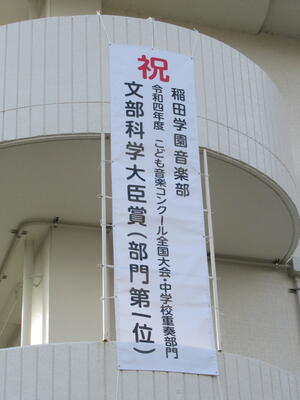 祝
稲田学園音楽部
令和四年度 こども音楽コンクール全国大会・中学校重奏部門
文部科学大臣賞(部門第一位)